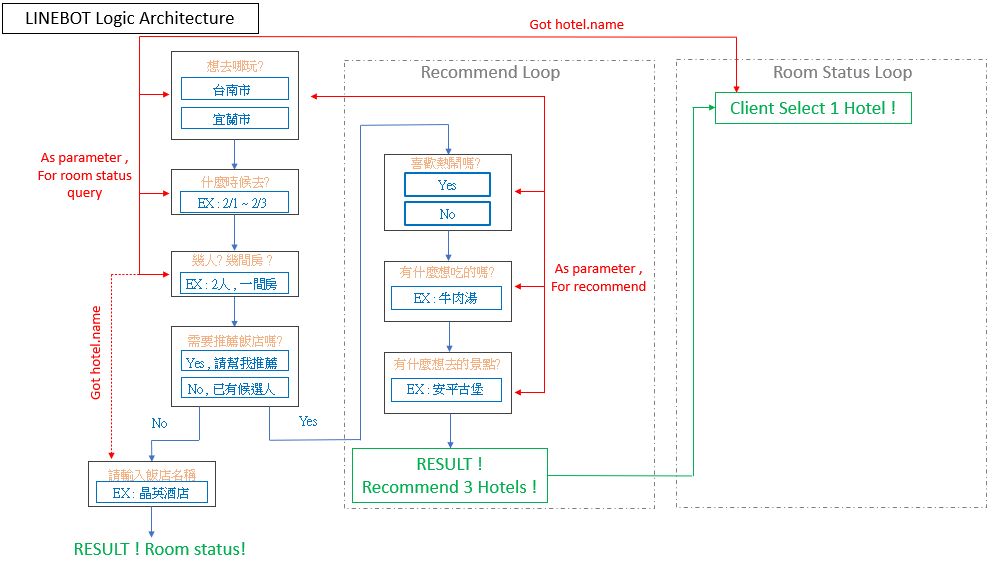 LINEBOT Logic Architecture
Got hotel.name
想去哪玩?
台南市
宜蘭市
As parameter ,
For room status
query
什麼時候去?
EX : 2/1 ~ 2/3
幾人? 幾間房 ?
EX : 2人 , 一間房
Got hotel.name
需要推薦飯店嗎?
Yes , 請幫我推薦
No , 已有候選人
No
Yes
請輸入飯店名稱
EX : 晶英酒店
RESULT ! Room status!
Recommend Loop
喜歡熱鬧嗎?
Yes
No
有什麼想吃的嗎?
EX : 牛肉湯
As parameter ,
For recommend
有什麼想去的景點?
EX : 安平古堡
RESULT !
Recommend 3 Hotels !
Room Status Loop
Client Select 1 Hotel !